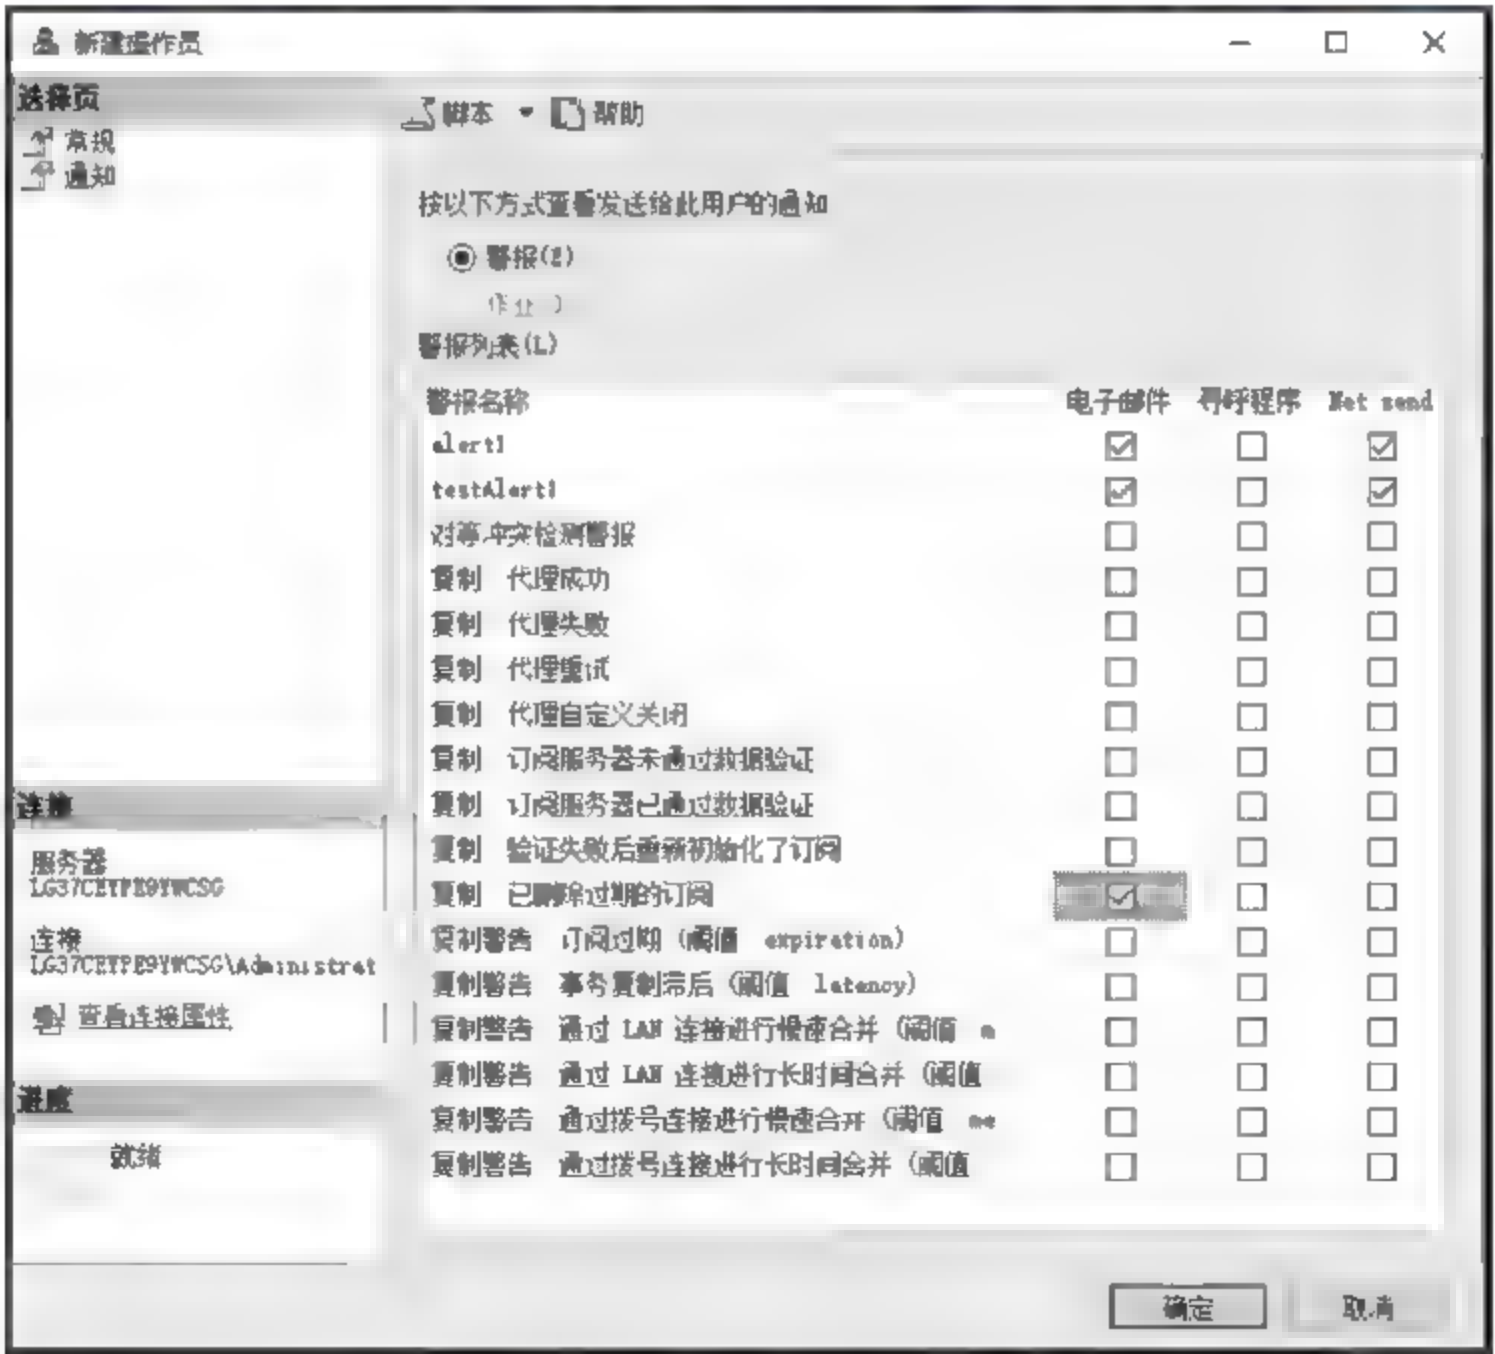 新建操作员
选择页
常规
通知
脚本 帮助
按以下方式查看发送给此用户的通知
警报(E)
警报列表(L)
警报名称 电子邮件 寻呼程序 Net send
alert1
testAlert1
对等冲突检测警报
复制 代理成功
复制 代理失败
复制 代理重试
复制 代理自定义关闭
复制 订阅服务器未通过数据验证
复制 订阅服务器已通过数据验证
复制 验证失败后重新初始化了订阅
复制 已删除过期的订阅
复制警告 订阅过期 (阈值 expiration)
复制警告 事务复制滞后 (阈值 latency)
复制警告 通过 LAN 连接进行慢速合并 (阈值 m
复制警告 通过 LAN 连接进行长时间合并 (阈值
复制警告 通过拨号连接进行慢速合并 (阈值 me
复制警告 通过拨号连接进行长时间合并 (阈值
连接
服务器
LG37CETPE9YWCSG
连接
LG37CETPE9YWCSG\Administrat
查看连接属性
进度
就绪
确定 取消